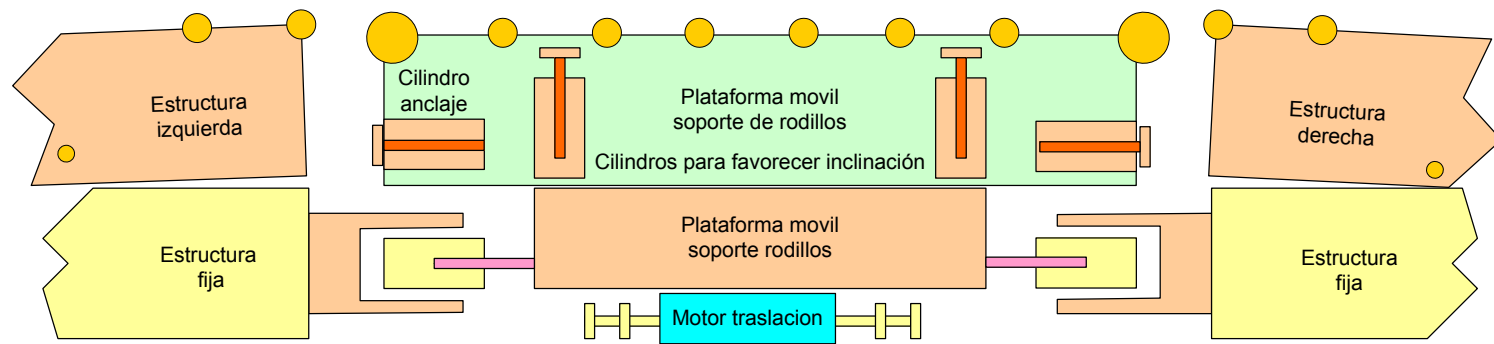 Estructura
izquierda
Cilindro
anclaje
Plataforma movil
soporte de rodillos
Cilindros para favorecer inclinación
Estructura
derecha
Estructura
fija
Plataforma movil
soporte rodillos
Estructura
fija
Motor traslacion